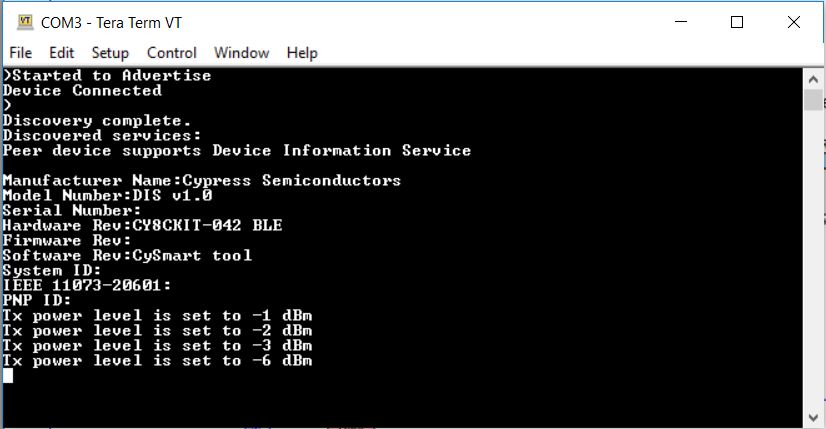 COM3 - Tera Term VT
File Edit Setup Control Window Help
>Started to Advertise
Device Connected
>
Discovery complete.
Discovered services:
Peer device supports Device Information Service
Manufacturer Name:Cypress Semiconductors
Model Number:DIS v1.0
Serial Number:
Hardware Rev:CY8CKIT-042 BLE
Firmware Rev:
Software Rev:CySmart tool
System ID:
IEEE 11073-20601:
PNP ID:
Tx power level is set to -1 dBm
Tx power level is set to -2 dBm
Tx power level is set to -3 dBm
Tx power level is set to -6 dBm